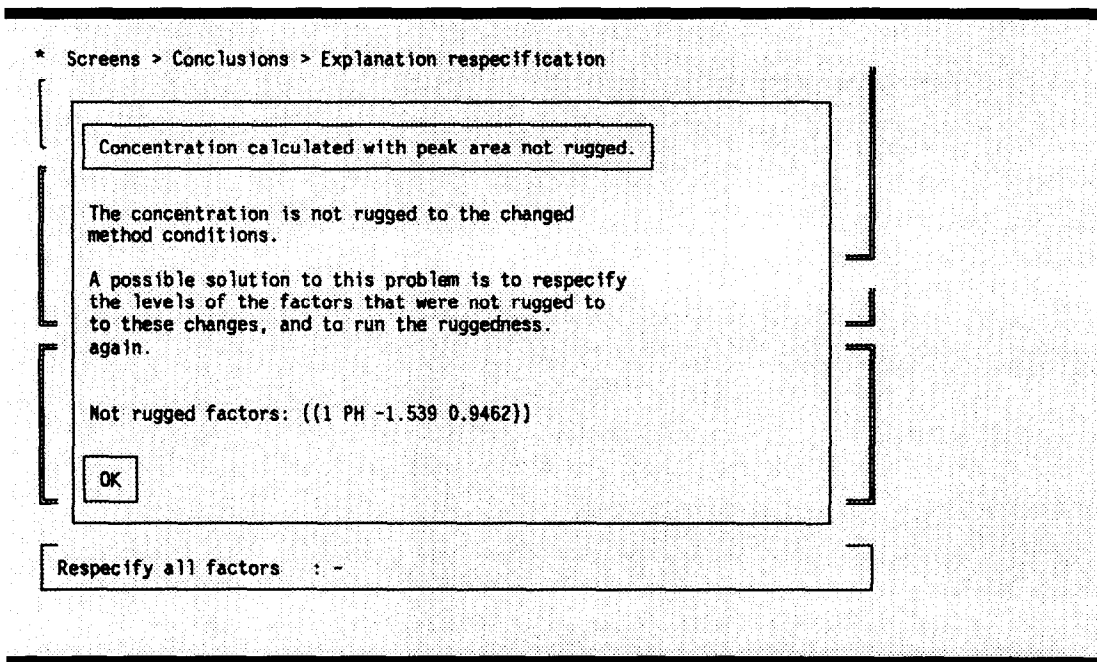 * Screens > Conclusions > Explanation respecification
Concentration calculated with peak area not rugged.
The concentration is not rugged to the changed
method conditions.
A possible solution to this problem is to respecify
the levels of the factors that were not rugged to
to these changes, and to run the ruggedness.
again.
Not rugged factors: ((1 PH -1.539 0.9462))
OK
Respecify all factors : -